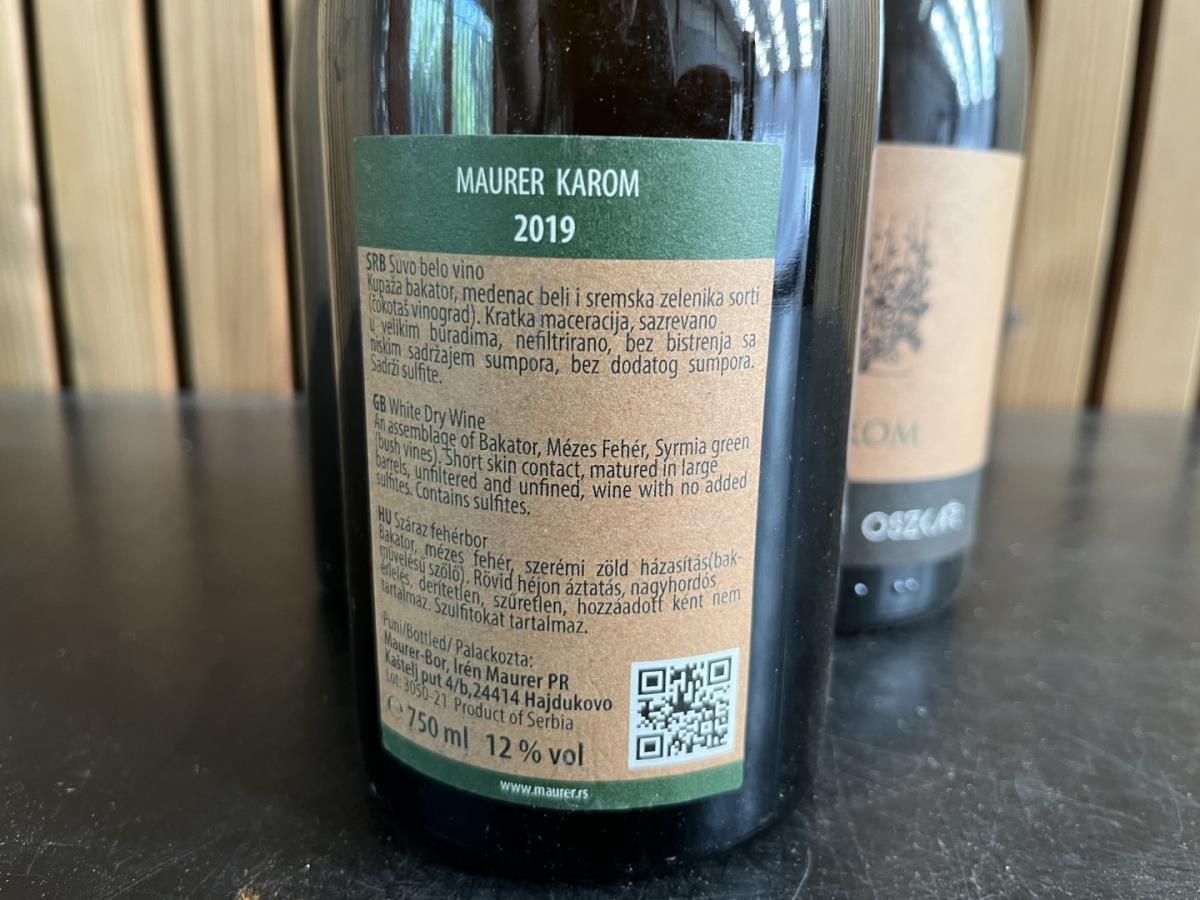 MAURER KAROM
2019
SRB Suvo belo vino
Kupaža bakator, medenac beli i sremska zelenika sorti
(čokotaš vinograd). Kratka maceracija, sazrevano
u velikim buradima, nefiltrirano, bez bistrenja sa
niskim sadržajem sumpora, bez dodatog sumpora.
Sadrži sulfite.
GB White Dry Wine
An assemblage of Bakator, Mézes Fehér, Syrmia green
(bush vines). Short skin contact, matured in large
barrels, unfiltered and unfined, wine with no added
sulfites. Contains sulfites.
HU Száraz fehérbor
Bakator, mézes fehér, szerémi zöld házasítás(bak-
művelésű szőlő). Rövid héjon áztatás, nagyhordós
érlelés, derítetlen, szűretlen, hozzáadott ként nem
tartalmaz. Szulfitokat tartalmaz.
Puni/Bottled/ Palackozta:
Maurer-Bor, Irén Maurer PR
Kaštelj put 4/b,24414 Hajdukovo
Lot: 3050-21 Product of Serbia
℮ 750 ml 12 % vol
www.maurer.rs
ROM
OSZKÁR